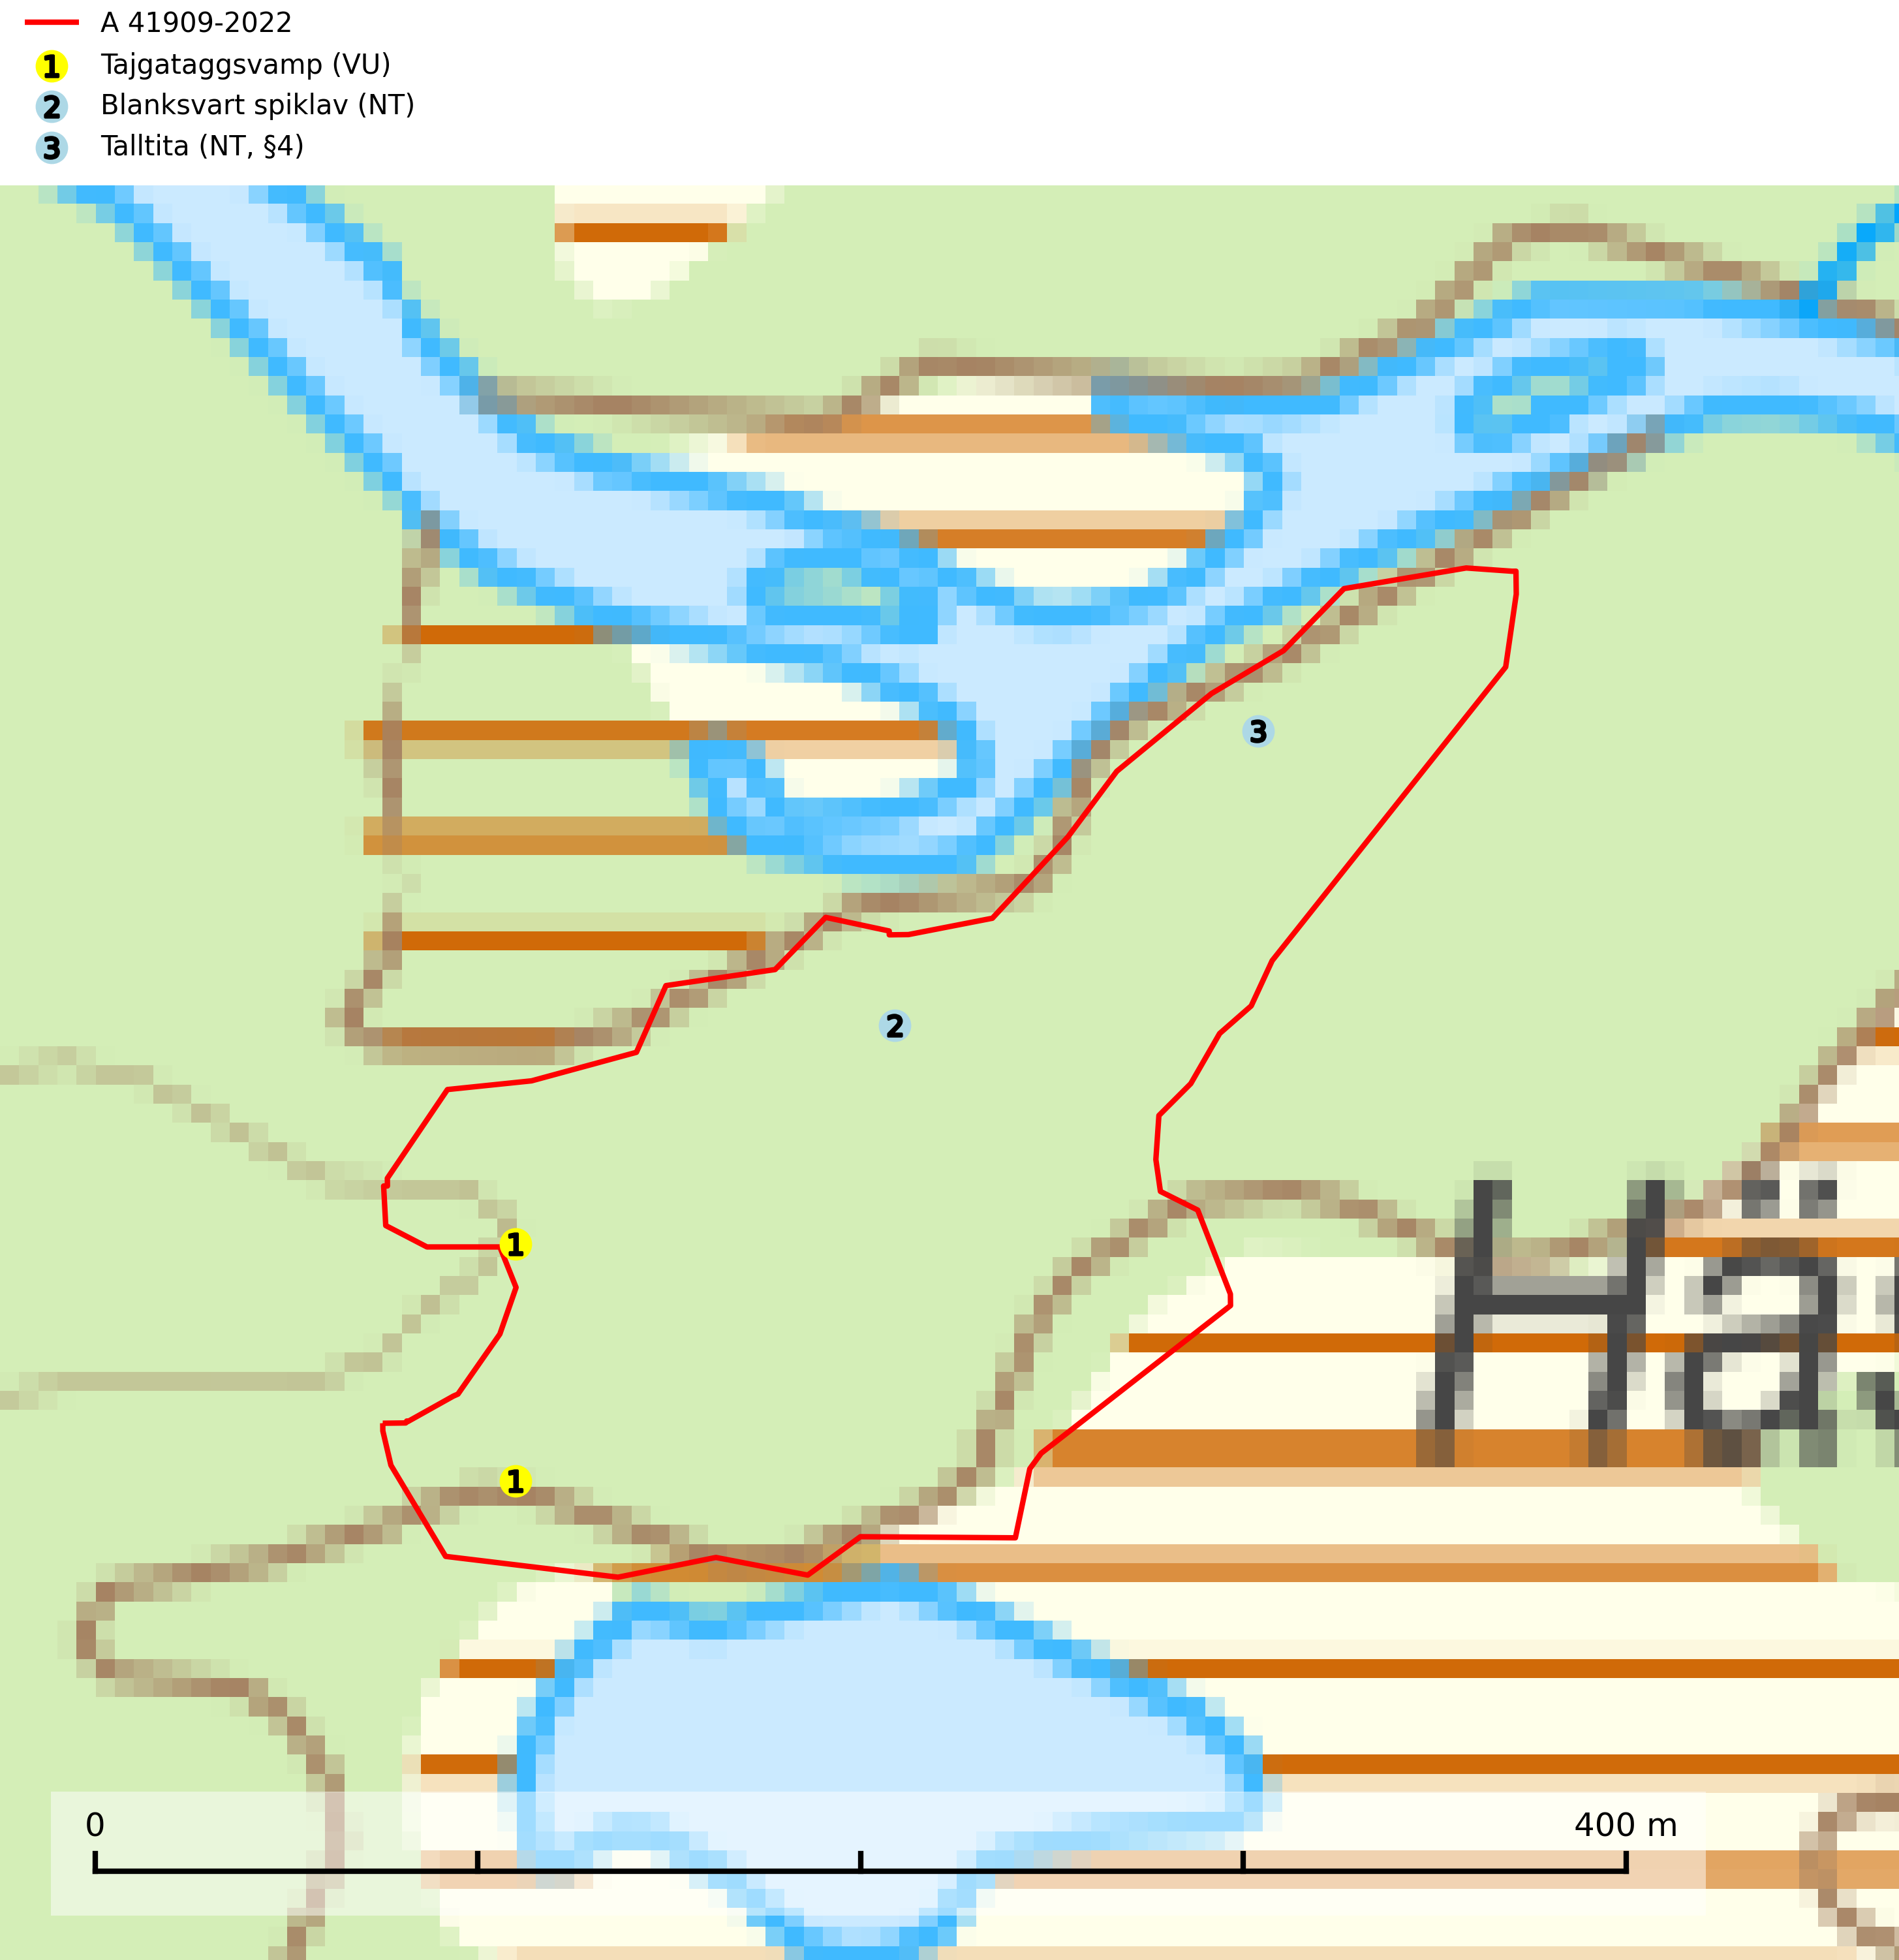 A 41909-2022
1 Tajgataggsvamp (VU)
2 Blanksvart spiklav (NT)
3 Talltita (NT, §4)
3
2
1
1
0 400 m